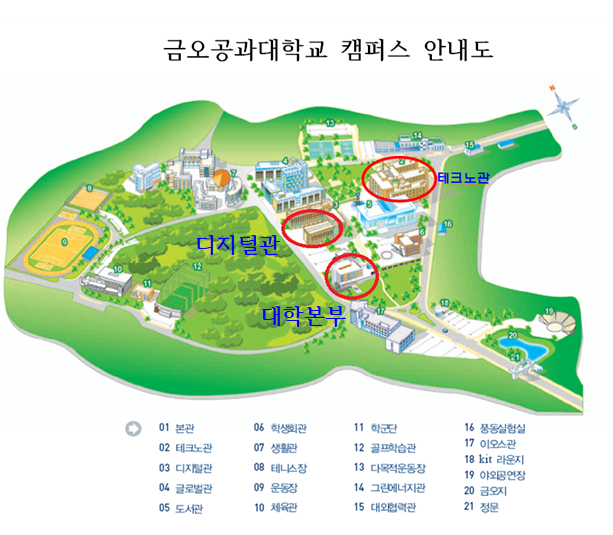 금오공과대학교 캠퍼스 안내도
N
S
13
14
15
4
2
테크노관
7
1
5
3
8
디지털관
6
16
9
10
12
11
대학본부
17
18
19
20
21
01 본관
02 테크노관
03 디지털관
04 글로벌관
05 도서관
06 학생회관
07 생활관
08 테니스장
09 운동장
10 체육관
11 학군단
12 골프학습관
13 다목적운동장
14 그린에너지관
15 대외협력관
16 풍동실험실
17 이오스관
18 kit 라운지
19 야외공연장
20 금오지
21 정문